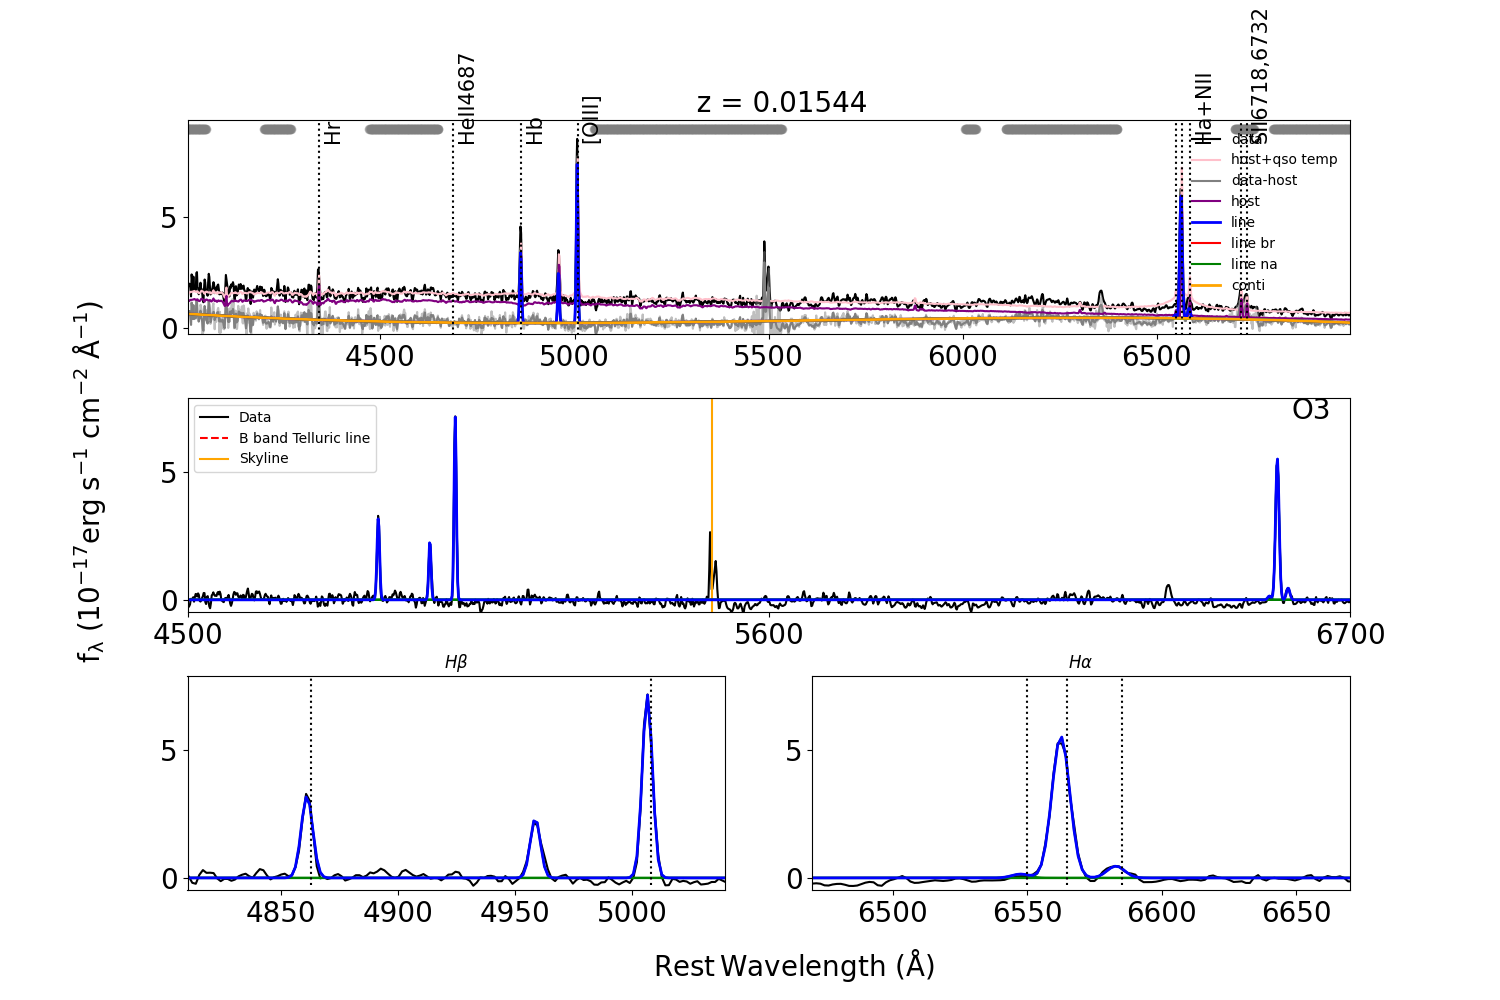 z = 0.01544
Hr
HeII4687
Hb
[OIII]
Ha+NII
SII6718,6732
data
host+qso temp
data-host
host
line
line br
line na
conti
5
0
4500
5000
5500
6000
6500
fλ (10⁻¹⁷erg s⁻¹ cm⁻² Å⁻¹)
O3
Data
B band Telluric line
Skyline
5
0
4500
5600
6700
Hβ
5
0
4850
4900
4950
5000
Hα
5
0
6500
6550
6600
6650
Rest Wavelength (Å)